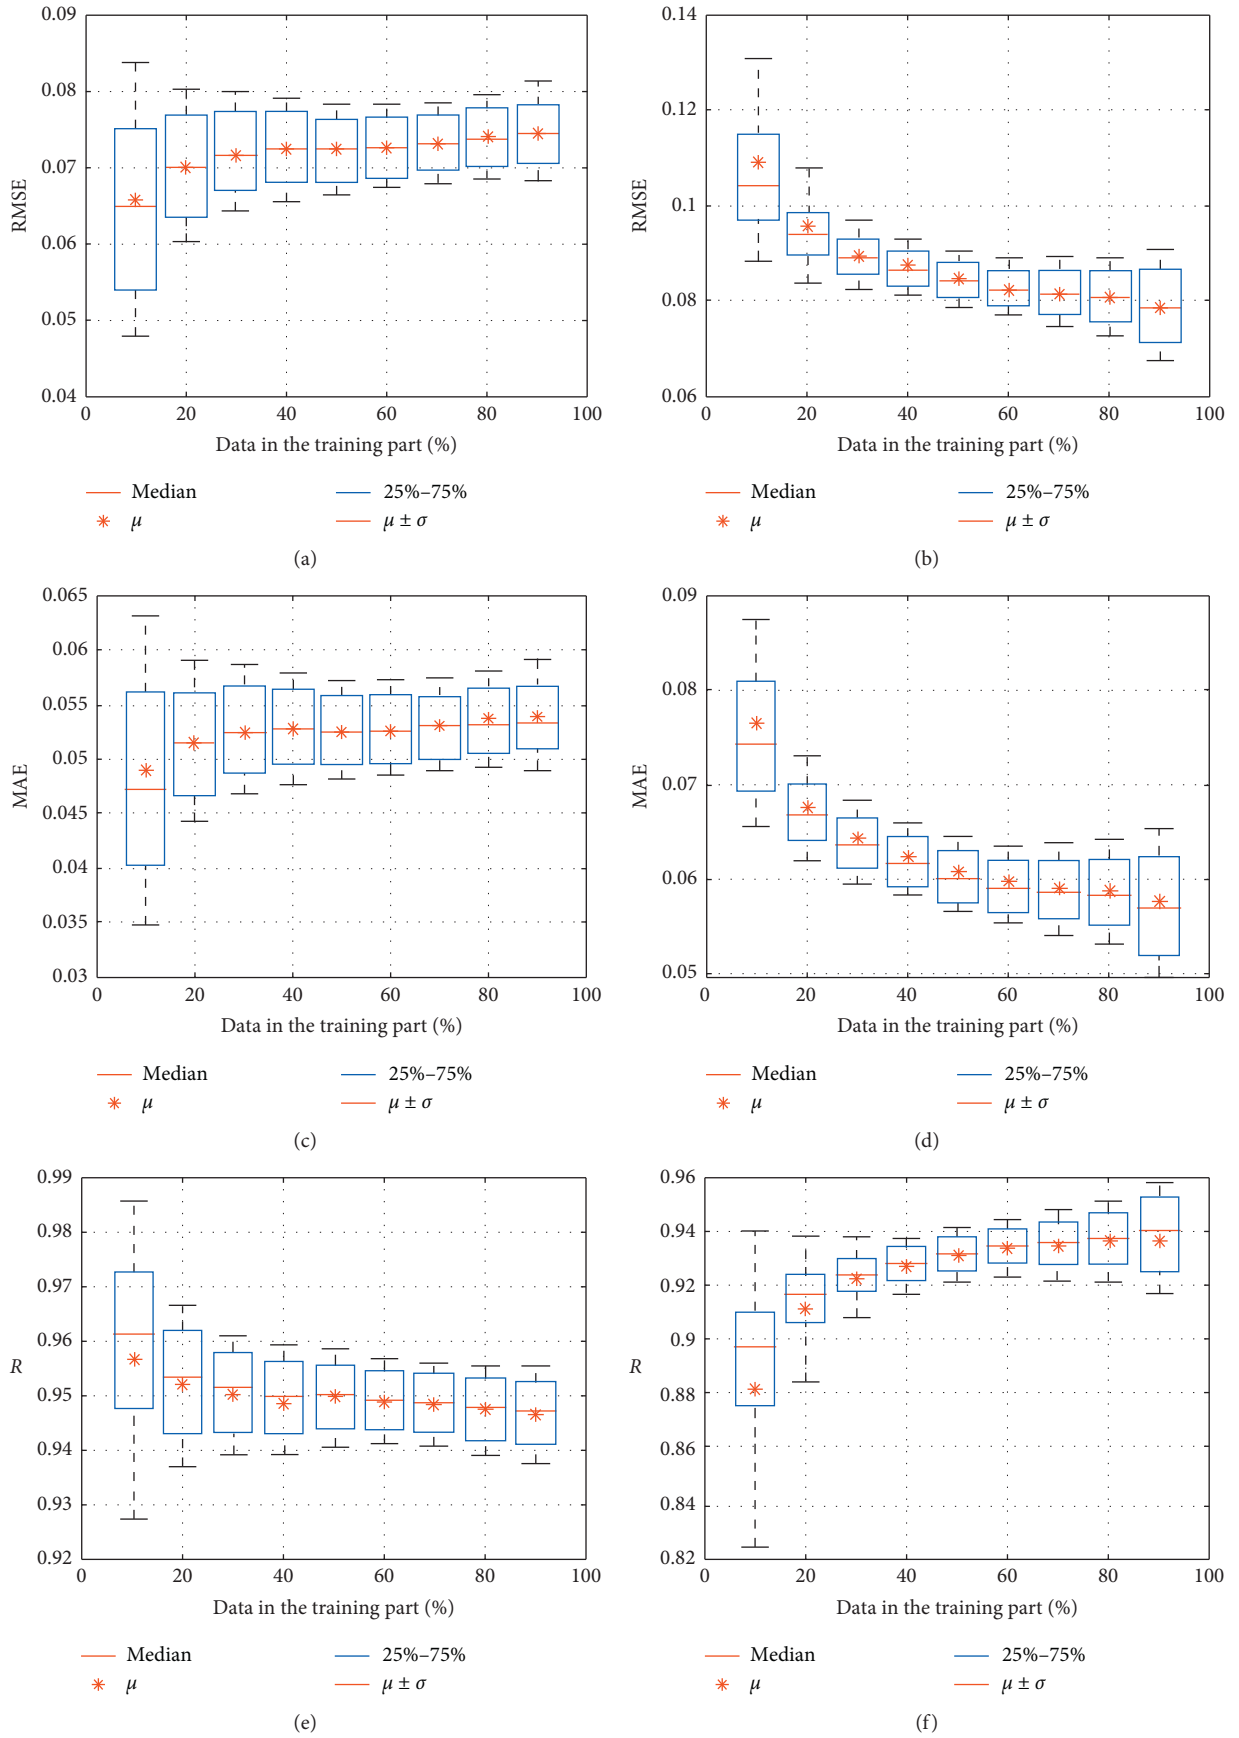 0.09
0.08
0.07
0.06
0.05
0.04
RMSE
0 20 40 60 80 100
Data in the training part (%)
Median 25%–75%
μ μ ± σ
(a)
0.14
0.12
0.1
0.08
0.06
RMSE
0 20 40 60 80 100
Data in the training part (%)
Median 25%–75%
μ μ ± σ
(b)
0.065
0.06
0.055
0.05
0.045
0.04
0.035
0.03
MAE
0 20 40 60 80 100
Data in the training part (%)
Median 25%–75%
μ μ ± σ
(c)
0.09
0.08
0.07
0.06
0.05
MAE
0 20 40 60 80 100
Data in the training part (%)
Median 25%–75%
μ μ ± σ
(d)
0.99
0.98
0.97
0.96
0.95
0.94
0.93
0.92
R
0 20 40 60 80 100
Data in the training part (%)
Median 25%–75%
μ μ ± σ
(e)
0.96
0.94
0.92
0.9
0.88
0.86
0.84
0.82
R
0 20 40 60 80 100
Data in the training part (%)
Median 25%–75%
μ μ ± σ
(f)